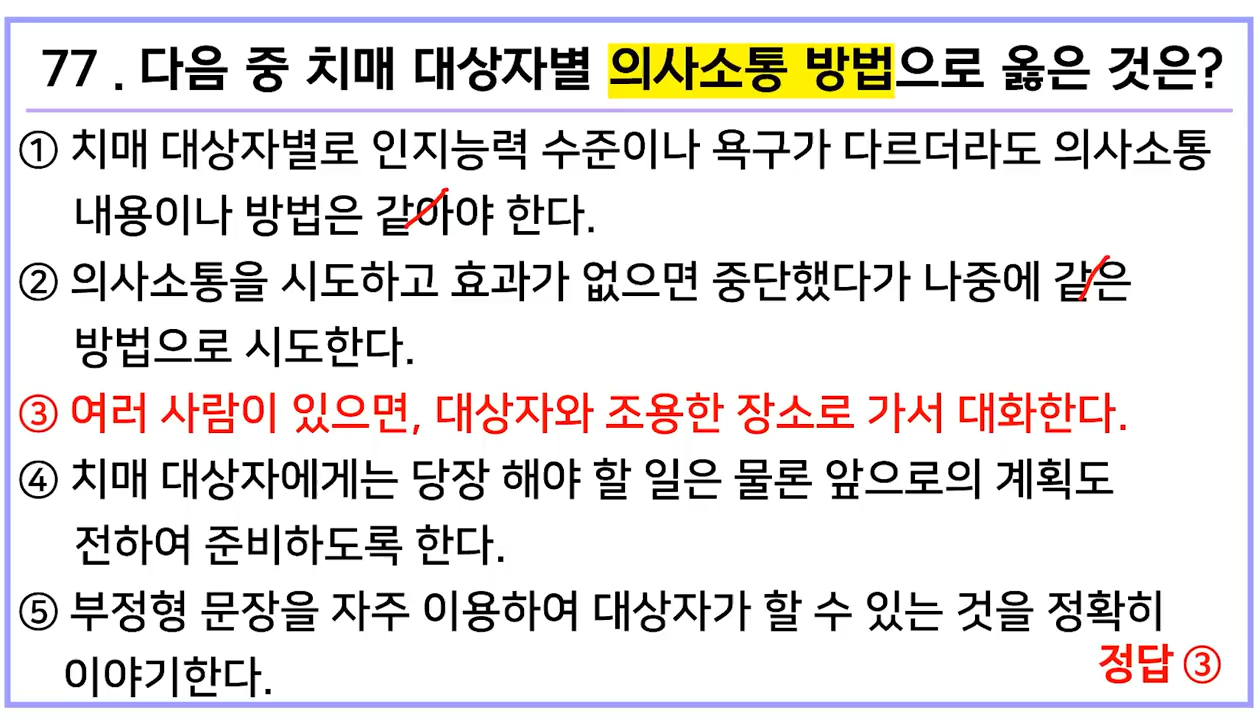 77 . 다음 중 치매 대상자별 의사소통 방법으로 옳은 것은?
① 치매 대상자별로 인지능력 수준이나 욕구가 다르더라도 의사소통
내용이나 방법은 같아야 한다.
② 의사소통을 시도하고 효과가 없으면 중단했다가 나중에 같은
방법으로 시도한다.
③ 여러 사람이 있으면, 대상자와 조용한 장소로 가서 대화한다.
④ 치매 대상자에게는 당장 해야 할 일은 물론 앞으로의 계획도
전하여 준비하도록 한다.
⑤ 부정형 문장을 자주 이용하여 대상자가 할 수 있는 것을 정확히
이야기한다.
정답 ③